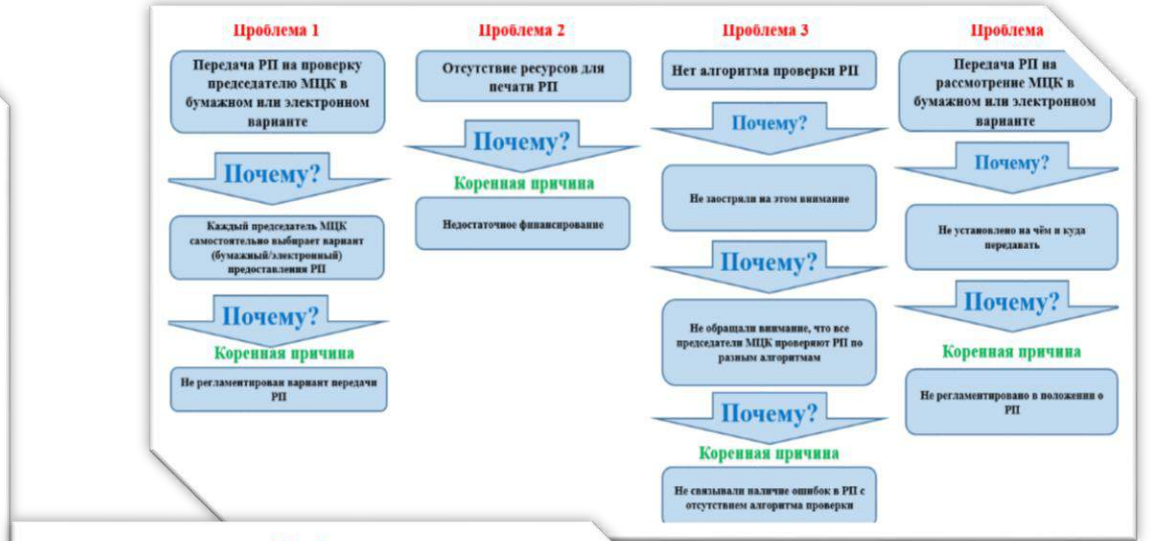 Проблема 1
Передача РП на проверку
председателю МЦК в
бумажном или электронном
варианте
Почему?
Каждый председатель МЦК
самостоятельно выбирает вариант
(бумажный/электронный)
предоставления РП
Почему?
Коренная причина
Не регламентирован вариант передачи
РП
Проблема 2
Отсутствие ресурсов для
печати РП
Почему?
Коренная причина
Недостаточное финансирование
Проблема 3
Нет алгоритма проверки РП
Почему?
Не заостряли на этом внимание
Почему?
Не обращали внимание, что все
председатели МЦК проверяют РП по
разным алгоритмам
Почему?
Коренная причина
Не связывали наличие ошибок в РП с
отсутствием алгоритма проверки
Проблема
Передача РП на
рассмотрение МЦК в
бумажном или электронном
варианте
Почему?
Не установлено на чём и куда
передавать
Почему?
Коренная причина
Не регламентировано в положении о
РП